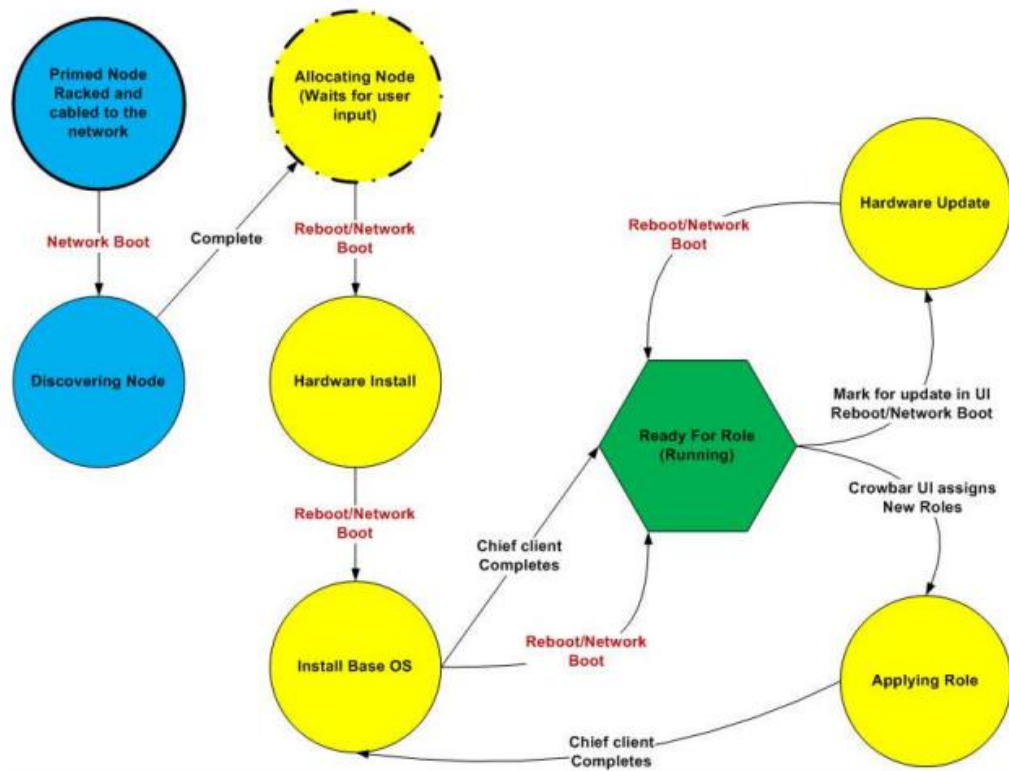 Primed Node
Racked and
cabled to the
network
Allocating Node
(Waits for user
input)
Hardware Update
Network Boot
Complete
Reboot/Network
Boot
Reboot/Network
Boot
Discovering Node
Hardware Install
Ready For Role
(Running)
Mark for update in UI
Reboot/Network Boot
Crowbar UI assigns
New Roles
Reboot/Network
Boot
Chief client
Completes
Reboot/Network
Boot
Install Base OS
Applying Role
Chief client
Completes